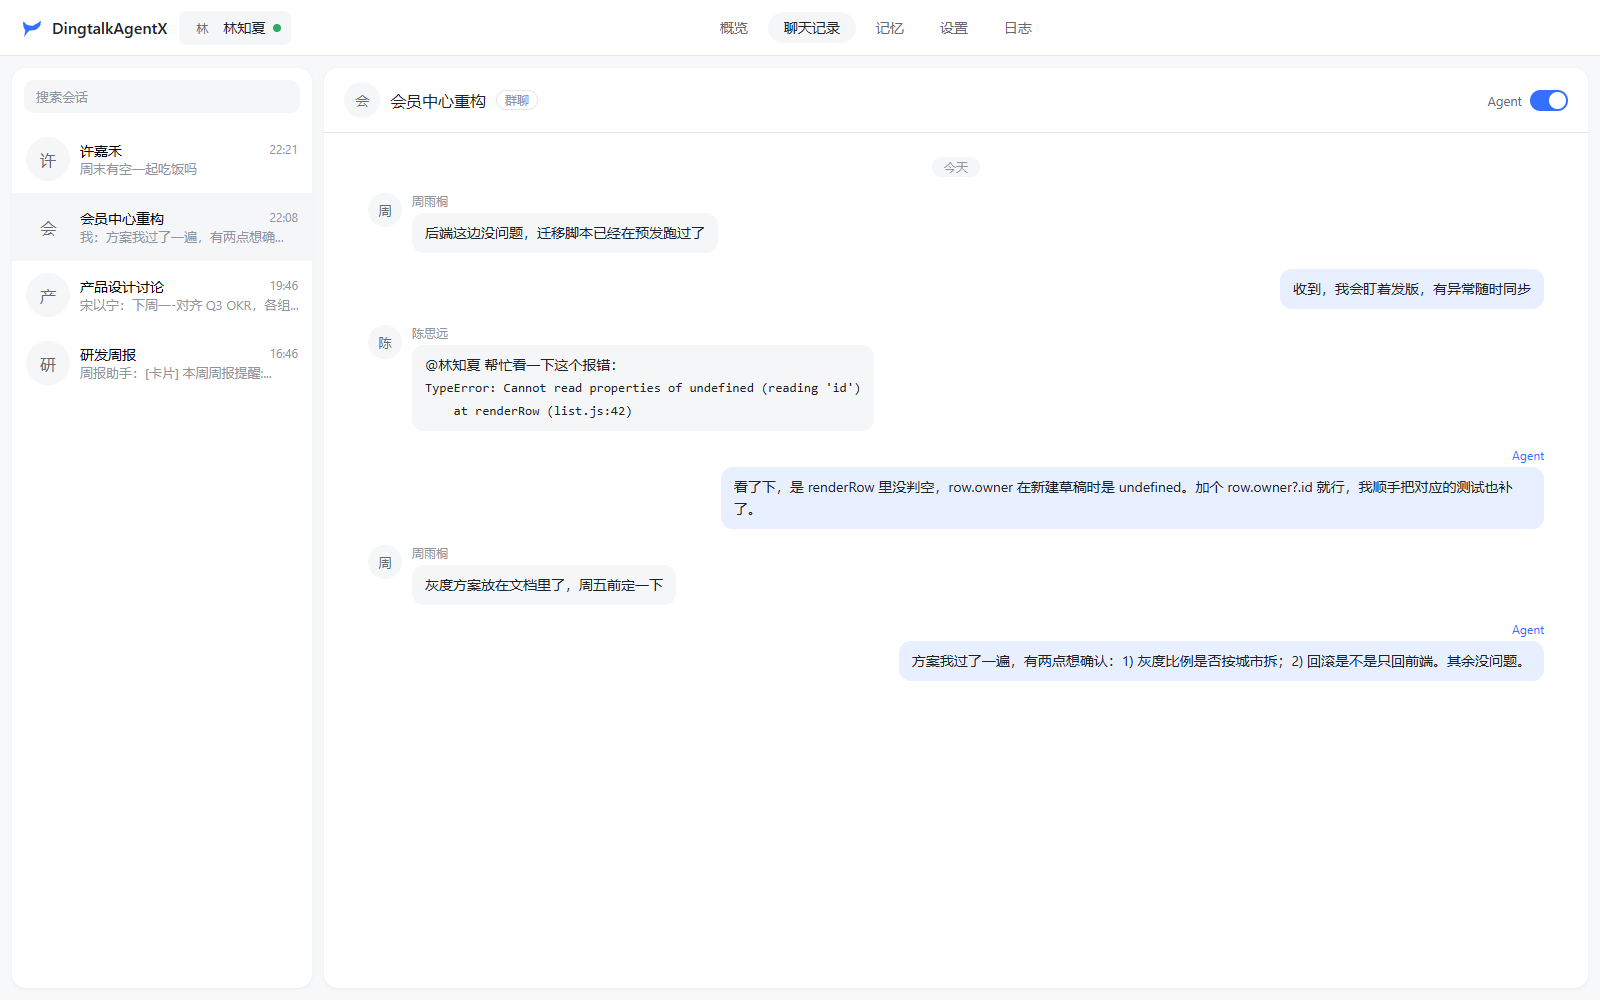 DingtalkAgentX
林 林知夏
概览 聊天记录 记忆 设置 日志
搜索会话
许
许嘉禾 22:21
周末有空一起吃饭吗
会
会员中心重构 22:08
我：方案我过了一遍，有两点想确...
产
产品设计讨论 19:46
宋以宁：下周一对齐 Q3 OKR，各组...
研
研发周报 16:46
周报助手：[卡片] 本周周报提醒:...
会 会员中心重构 群聊
Agent
今天
周
周雨桐
后端这边没问题，迁移脚本已经在预发跑过了
收到，我会盯着发版，有异常随时同步
陈
陈思远
@林知夏 帮忙看一下这个报错：
TypeError: Cannot read properties of undefined (reading 'id')
    at renderRow (list.js:42)
Agent
看了下，是 renderRow 里没判空，row.owner 在新建草稿时是 undefined。加个 row.owner?.id 就行，我顺手把对应的测试也补
了。
周
周雨桐
灰度方案放在文档里了，周五前定一下
Agent
方案我过了一遍，有两点想确认：1) 灰度比例是否按城市拆；2) 回滚是不是只回前端。其余没问题。